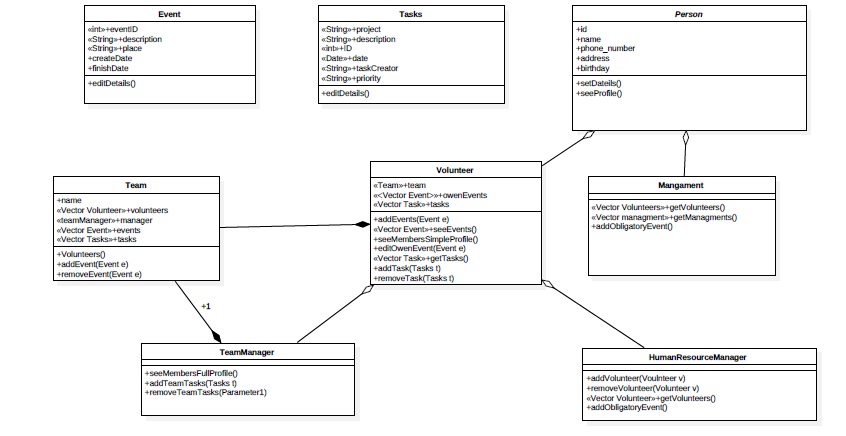 Event
«int»+eventID
«String»+description
«String»+place
+createDate
+finishDate
+editDetails()
Tasks
«String»+project
«String»+description
«int»+ID
«Date»+date
«String»+taskCreator
«String»+priority
+editDetails()
Person
+id
+name
+phone_number
+address
+birthday
+setDateils()
+seeProfile()
Team
+name
«Vector Volunteer»+volunteers
«teamManager»+manager
«Vector Event»+events
«Vector Tasks»+tasks
+Volunteers()
+addEvent(Event e)
+removeEvent(Event e)
Volunteer
«Team»+team
«<Vector Event>»+owenEvents
«Vector Task»+tasks
+addEvents(Event e)
«Vector Event»+seeEvents()
+seeMembersSimpleProfile()
+editOwenEvent(Event e)
«Vector Task»+getTasks()
+addTask(Tasks t)
+removeTask(Tasks t)
Mangament
«Vector Volunteers»+getVolunteers()
«Vector managment»+getManagments()
+addObligatoryEvent()
+1
TeamManager
+seeMembersFullProfile()
+addTeamTasks(Tasks t)
+removeTeamTasks(Parameter1)
HumanResourceManager
+addVolunteer(Voulnteer v)
+removeVolunteer(Volunteer v)
«Vector Volunteer»+getVolunteers()
+addObligatoryEvent()